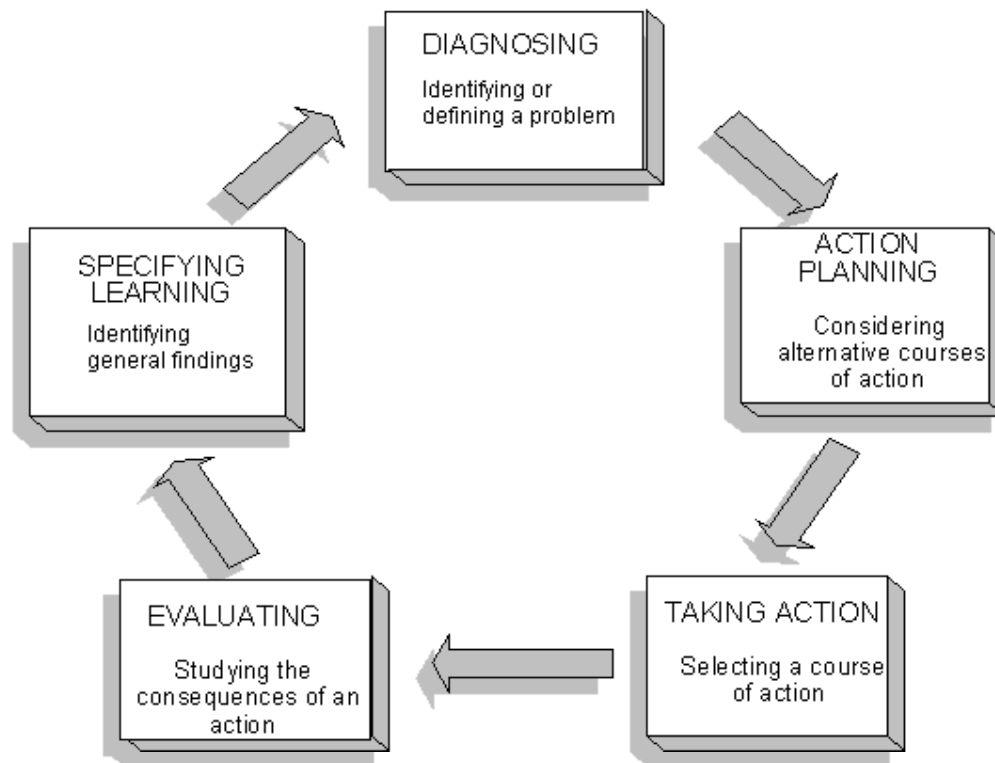 DIAGNOSING
Identifying or
defining a problem
ACTION
PLANNING
Considering
alternative courses
of action
TAKING ACTION
Selecting a course
of action
EVALUATING
Studying the
consequences of an
action
SPECIFYING
LEARNING
Identifying
general findings